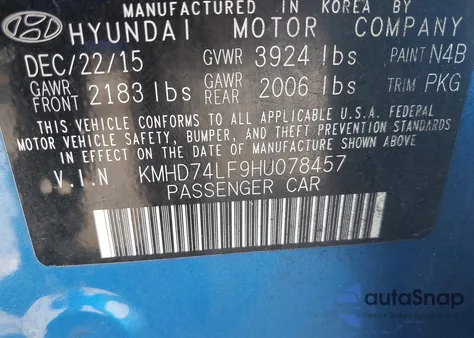 MANUFACTURED IN KOREA BY
HYUNDAI MOTOR COMPANY
DEC/22/15 GVWR 3924 lbs PAINT N4B
GAWR FRONT 2183 lbs GAWR REAR 2006 lbs TRIM PKG
THIS VEHICLE CONFORMS TO ALL APPLICABLE U.S.A. FEDERAL
MOTOR VEHICLE SAFETY, BUMPER, AND THEFT PREVENTION STANDARDS
IN EFFECT ON THE DATE OF MANUFACTURE SHOWN ABOVE.
V.I.N KMHD74LF9HU078457
PASSENGER CAR
autoSnap